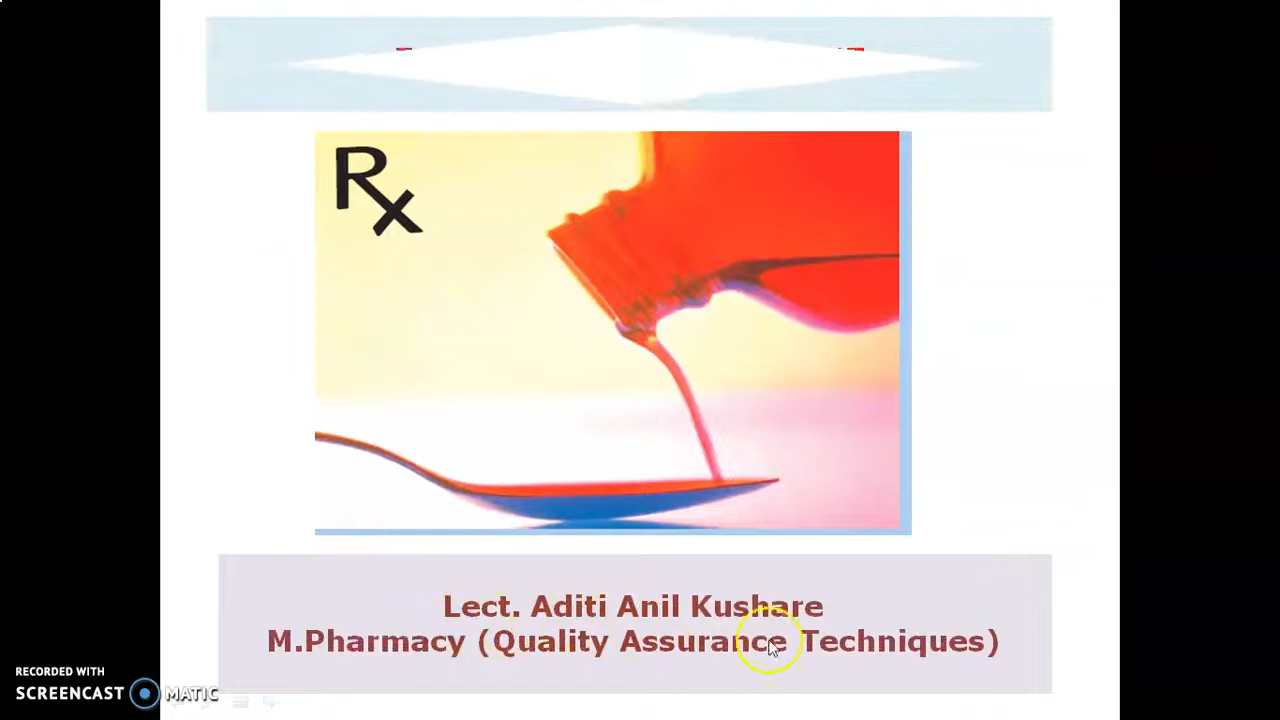 Rx
Lect. Aditi Anil Kushare
M.Pharmacy (Quality Assurance Techniques)
RECORDED WITH
SCREENCAST MATIC